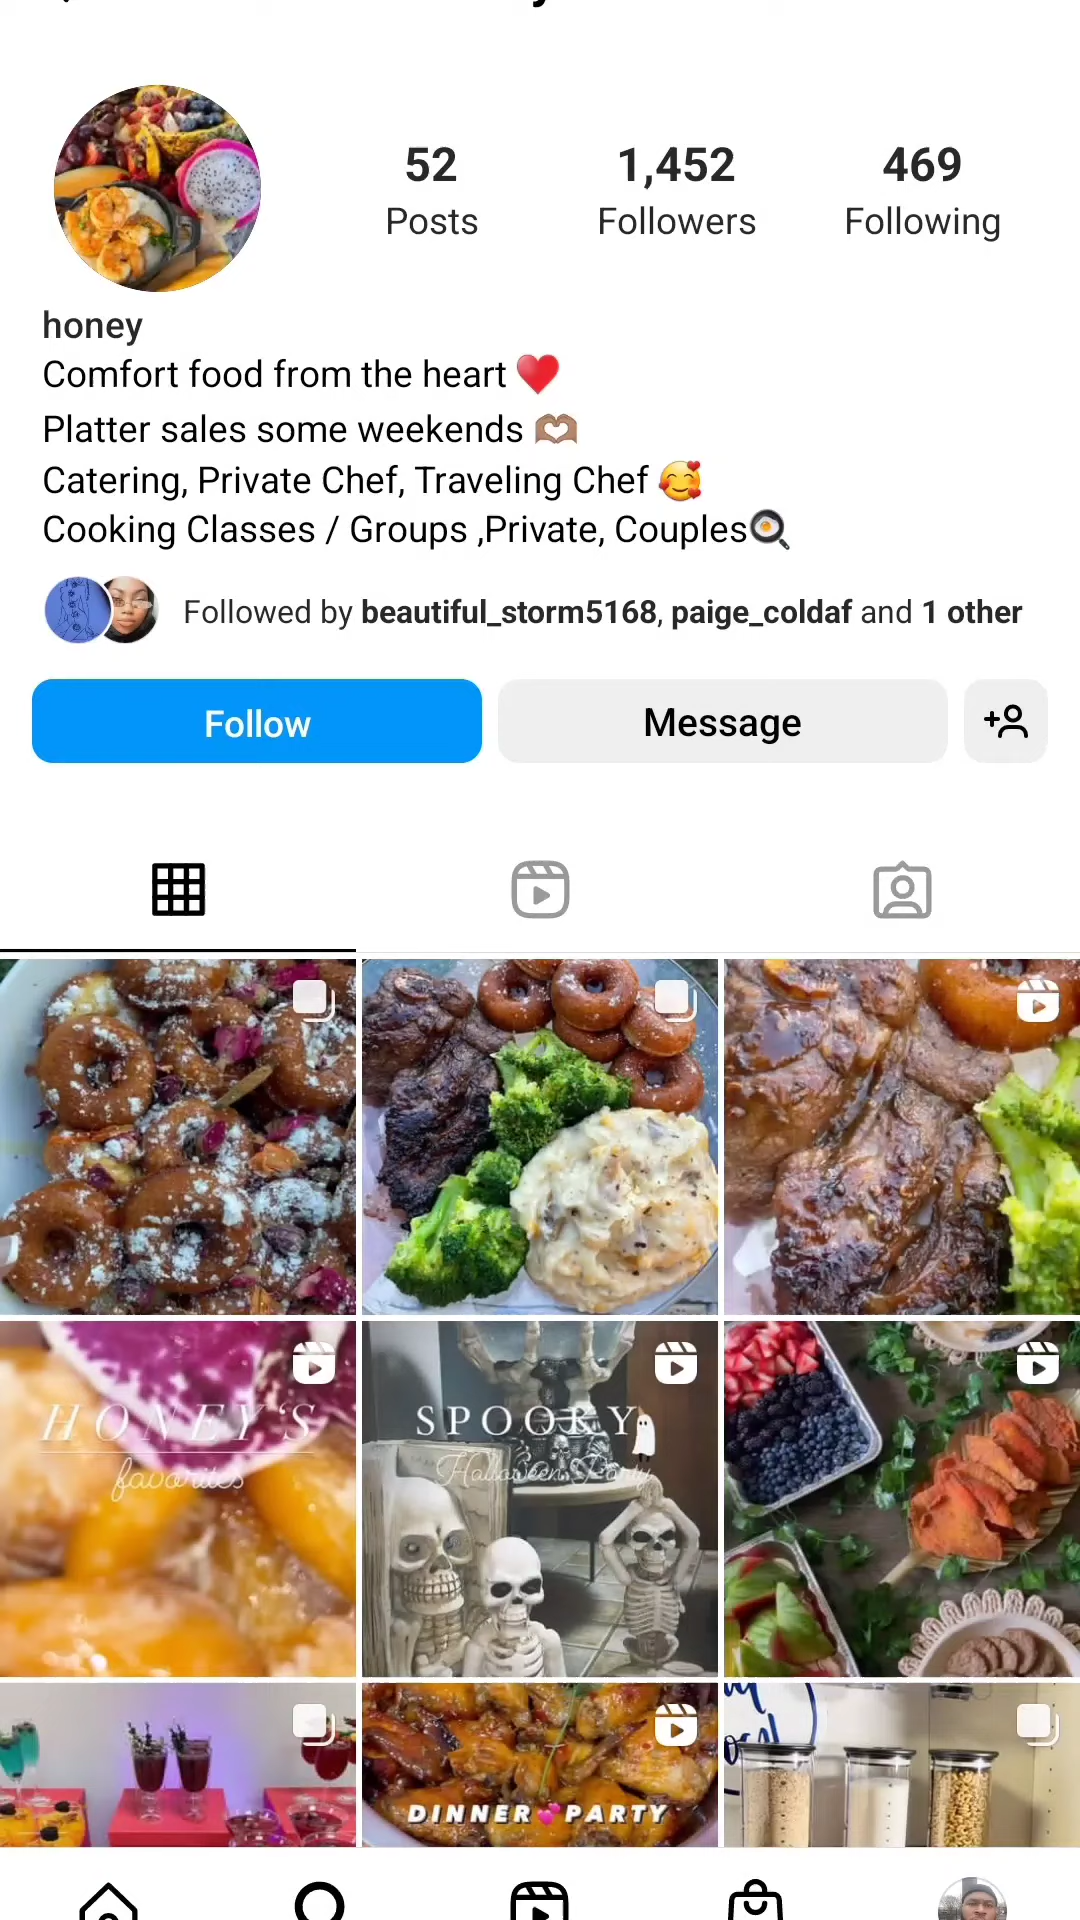 52 1,452 469
Posts Followers Following
honey
Comfort food from the heart ❤️
Platter sales some weekends 🫶🏽
Catering, Private Chef, Traveling Chef 🥰
Cooking Classes / Groups ,Private, Couples🍳
Followed by beautiful_storm5168, paige_coldaf and 1 other
Follow Message
HONEY'S
favorites
SPOOKY
Halloween Party
DINNER💕PARTY